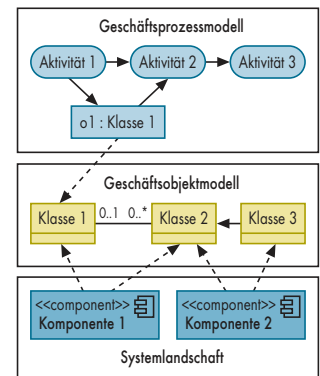 Geschäftsprozessmodell
Aktivität 1
Aktivität 2
Aktivität 3
o1 : Klasse 1
Geschäftsobjektmodell
Klasse 1
0..1
0..*
Klasse 2
Klasse 3
<<component>>
Komponente 1
<<component>>
Komponente 2
Systemlandschaft